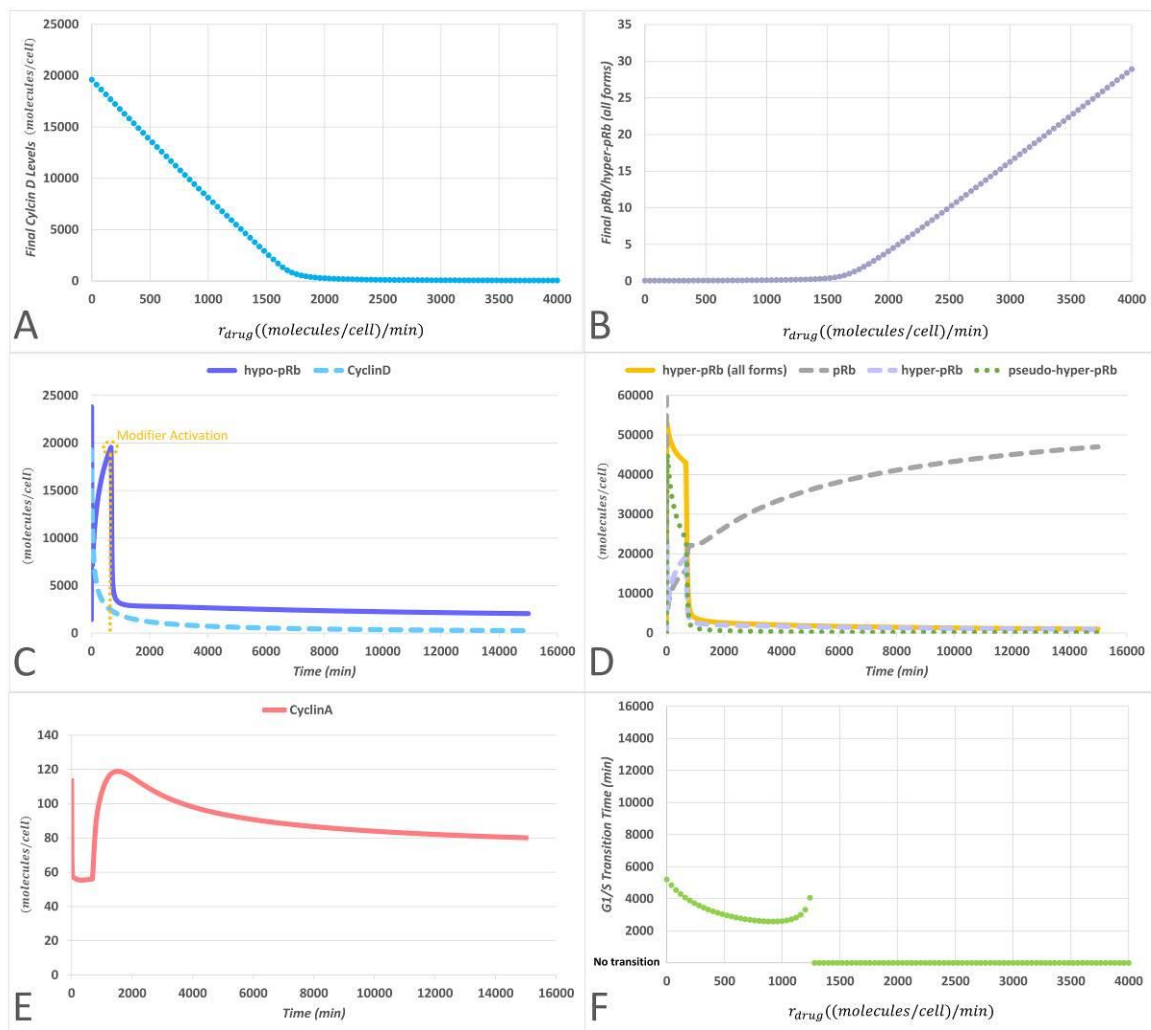 25000
20000
15000
10000
5000
0
Final Cylcin D Levels (molecules/cell)
0 500 1000 1500 2000 2500 3000 3500 4000
r_drug((molecules/cell)/min)
A
35
30
25
20
15
10
5
0
Final pRb/hyper-pRb (all forms)
0 500 1000 1500 2000 2500 3000 3500 4000
r_drug((molecules/cell)/min)
B
hypo-pRb CyclinD
25000
20000
15000
10000
5000
0
(molecules/cell)
Modifier Activation
0 2000 4000 6000 8000 10000 12000 14000 16000
Time (min)
C
hyper-pRb (all forms) pRb hyper-pRb pseudo-hyper-pRb
60000
50000
40000
30000
20000
10000
0
(molecules/cell)
0 2000 4000 6000 8000 10000 12000 14000 16000
Time (min)
D
CyclinA
140
120
100
80
60
40
20
0
(molecules/cell)
0 2000 4000 6000 8000 10000 12000 14000 16000
Time (min)
E
16000
14000
12000
10000
8000
6000
4000
2000
No transition
G1/S Transition Time (min)
0 500 1000 1500 2000 2500 3000 3500 4000
r_drug((molecules/cell)/min)
F